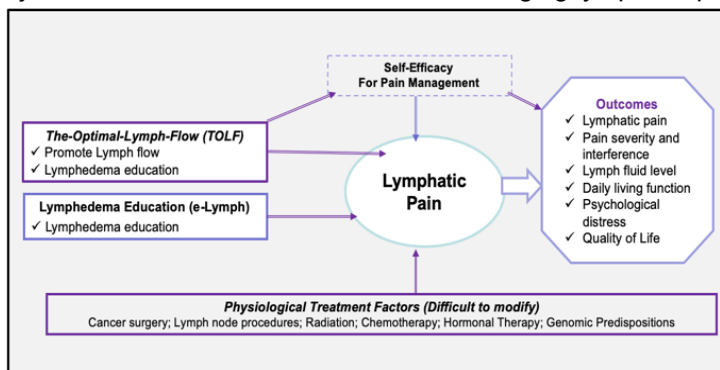 Self-Efficacy
For Pain Management
The-Optimal-Lymph-Flow (TOLF)
✓ Promote Lymph flow
✓ Lymphedema education
Lymphedema Education (e-Lymph)
✓ Lymphedema education
Lymphatic
Pain
Outcomes
✓ Lymphatic pain
✓ Pain severity and
interference
✓ Lymph fluid level
✓ Daily living function
✓ Psychological
distress
✓ Quality of Life
Physiological Treatment Factors (Difficult to modify)
Cancer surgery; Lymph node procedures; Radiation; Chemotherapy; Hormonal Therapy; Genomic Predispositions